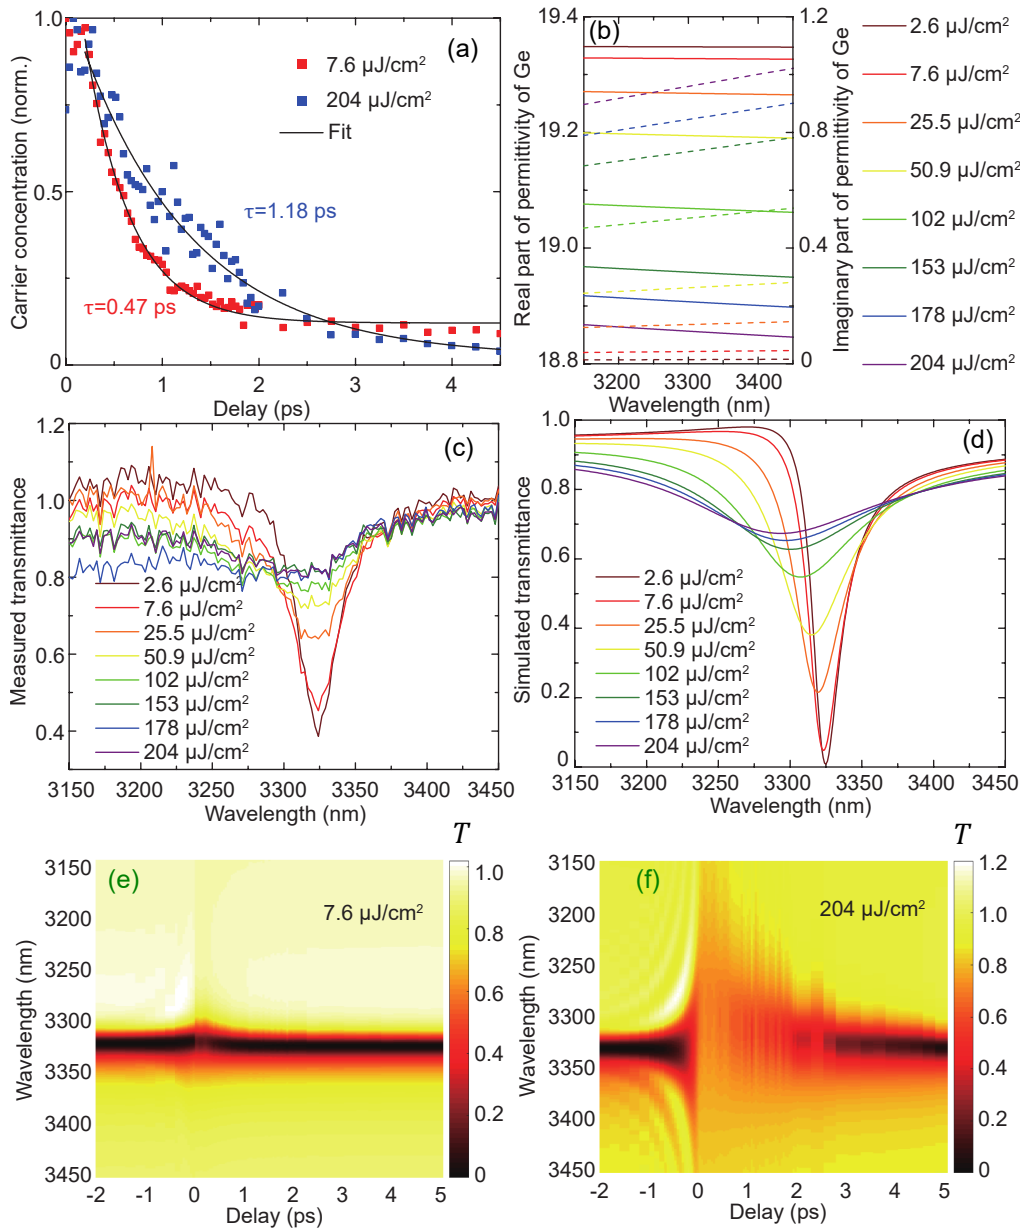 (a)
7.6 μJ/cm²
204 μJ/cm²
Fit
τ=1.18 ps
τ=0.47 ps
1.0
0.5
0
0 1 2 3 4
Carrier concentration (norm.)
Delay (ps)
(b)
19.4
19.2
19.0
18.8
1.2
0.8
0.4
0
3200 3300 3400
Real part of permittivity of Ge
Imaginary part of permittivity of Ge
Wavelength (nm)
2.6 μJ/cm²
7.6 μJ/cm²
25.5 μJ/cm²
50.9 μJ/cm²
102 μJ/cm²
153 μJ/cm²
178 μJ/cm²
204 μJ/cm²
(c)
1.2
1.0
0.8
0.6
0.4
Measured transmittance
2.6 μJ/cm²
7.6 μJ/cm²
25.5 μJ/cm²
50.9 μJ/cm²
102 μJ/cm²
153 μJ/cm²
178 μJ/cm²
204 μJ/cm²
3150 3200 3250 3300 3350 3400 3450
Wavelength (nm)
(d)
1.0
0.8
0.6
0.4
0.2
0
Simulated transmittance
2.6 μJ/cm²
7.6 μJ/cm²
25.5 μJ/cm²
50.9 μJ/cm²
102 μJ/cm²
153 μJ/cm²
178 μJ/cm²
204 μJ/cm²
3150 3200 3250 3300 3350 3400 3450
Wavelength (nm)
(e)
7.6 μJ/cm²
T
1.0
0.8
0.6
0.4
0.2
0
3150
3200
3250
3300
3350
3400
3450
Wavelength (nm)
-2 -1 0 1 2 3 4 5
Delay (ps)
(f)
204 μJ/cm²
T
1.2
1.0
0.8
0.6
0.4
0.2
0
3150
3200
3250
3300
3350
3400
3450
Wavelength (nm)
-2 -1 0 1 2 3 4 5
Delay (ps)